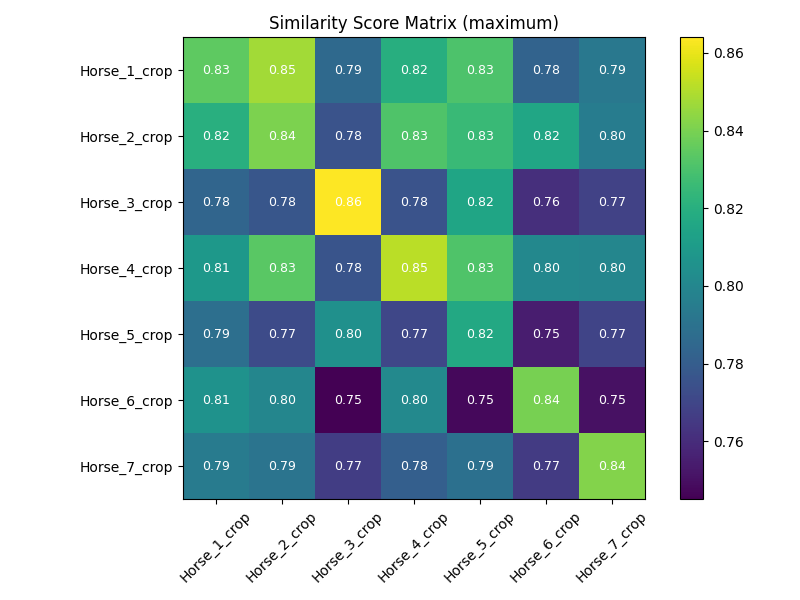 Similarity Score Matrix (maximum)
Horse_1_crop 0.83 0.85 0.79 0.82 0.83 0.78 0.79
Horse_2_crop 0.82 0.84 0.78 0.83 0.83 0.82 0.80
Horse_3_crop 0.78 0.78 0.86 0.78 0.82 0.76 0.77
Horse_4_crop 0.81 0.83 0.78 0.85 0.83 0.80 0.80
Horse_5_crop 0.79 0.77 0.80 0.77 0.82 0.75 0.77
Horse_6_crop 0.81 0.80 0.75 0.80 0.75 0.84 0.75
Horse_7_crop 0.79 0.79 0.77 0.78 0.79 0.77 0.84
Horse_1_crop Horse_2_crop Horse_3_crop Horse_4_crop Horse_5_crop Horse_6_crop Horse_7_crop
0.86
0.84
0.82
0.80
0.78
0.76